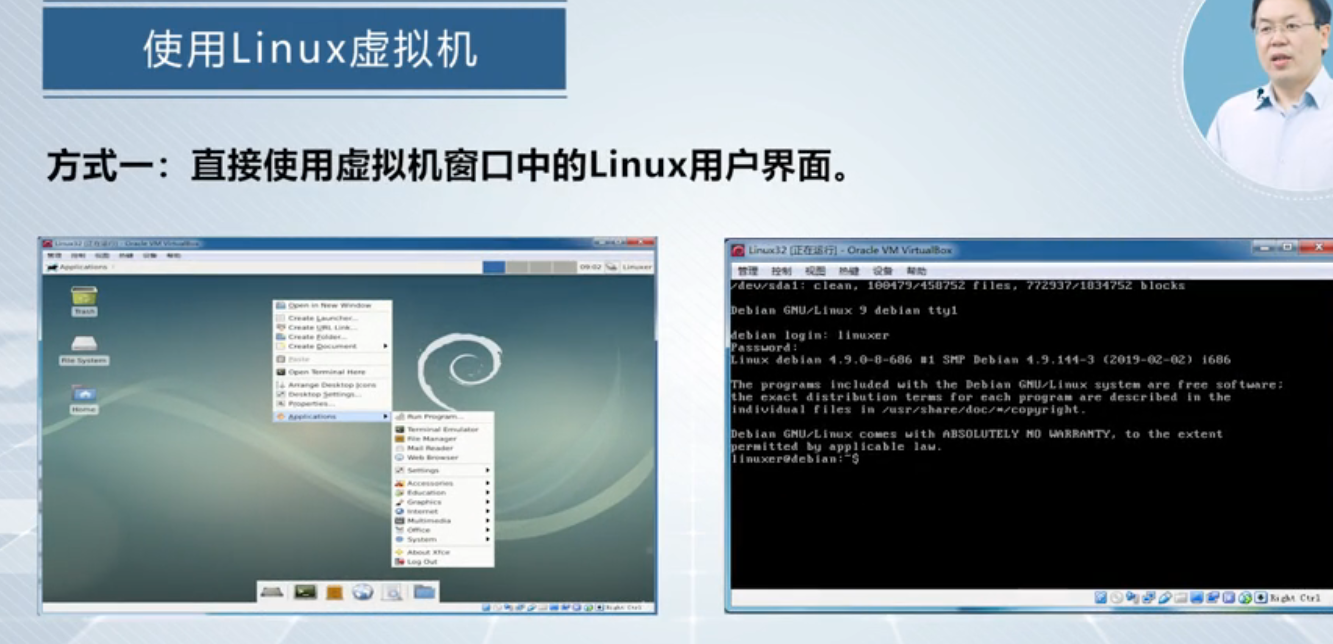 使用Linux虚拟机
方式一：直接使用虚拟机窗口中的Linux用户界面。
Linux32 [正在运行] - Oracle VM VirtualBox
管理 控制 视图 热键 设备 帮助
Applications
09:02 Linuxer
Trash
File System
Home
Open in New Window
Create Launcher...
Create URL Link...
Create Folder...
Create Document
Paste
Open Terminal Here
Arrange Desktop Icons
Desktop Settings...
Properties...
Applications
Run Program...
Terminal Emulator
File Manager
Mail Reader
Web Browser
Settings
Accessories
Education
Graphics
Internet
Multimedia
Office
System
About Xfce
Log Out
Right Ctrl
Linux32 [正在运行] - Oracle VM VirtualBox
管理 控制 视图 热键 设备 帮助
/dev/sda1: clean, 100479/458752 files, 772937/1834752 blocks
Debian GNU/Linux 9 debian tty1
debian login: linuxer
Password:
Linux debian 4.9.0-8-686 #1 SMP Debian 4.9.144-3 (2019-02-02) i686
The programs included with the Debian GNU/Linux system are free software;
the exact distribution terms for each program are described in the
individual files in /usr/share/doc/*/copyright.
Debian GNU/Linux comes with ABSOLUTELY NO WARRANTY, to the extent
permitted by applicable law.
linuxer@debian:~$
Right Ctrl